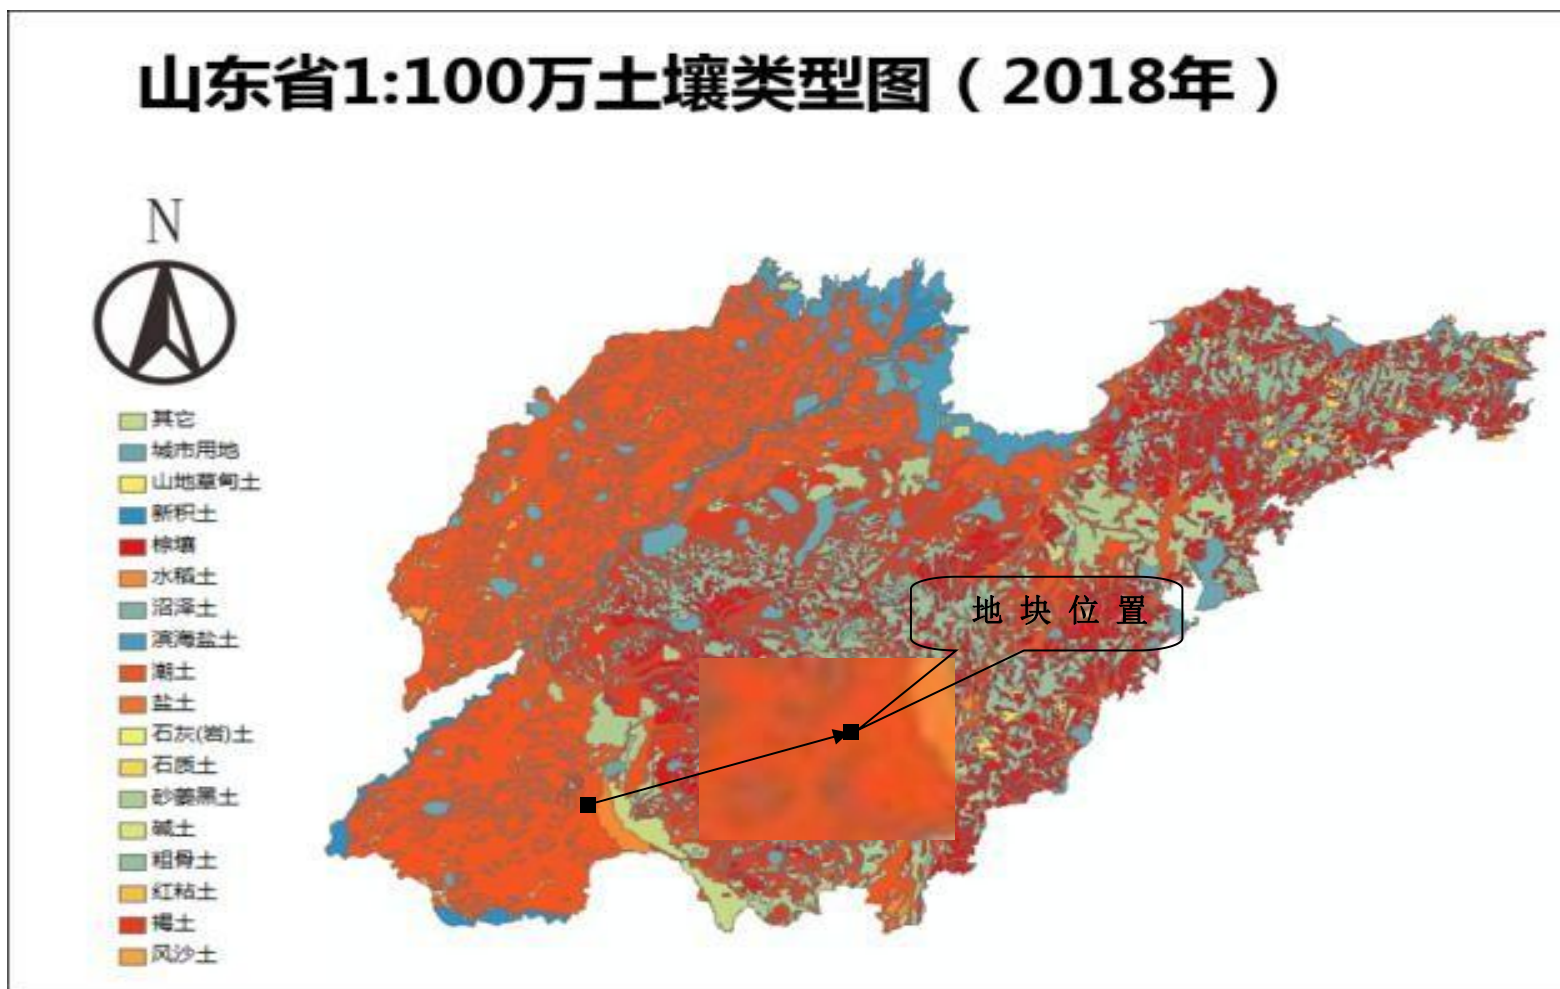 山东省1:100万土壤类型图（2018年）
N
其它
城市用地
山地草甸土
新积土
棕壤
水稻土
沼泽土
滨海盐土
潮土
盐土
石灰(岩)土
石质土
砂姜黑土
碱土
粗骨土
红粘土
褐土
风沙土
地块位置